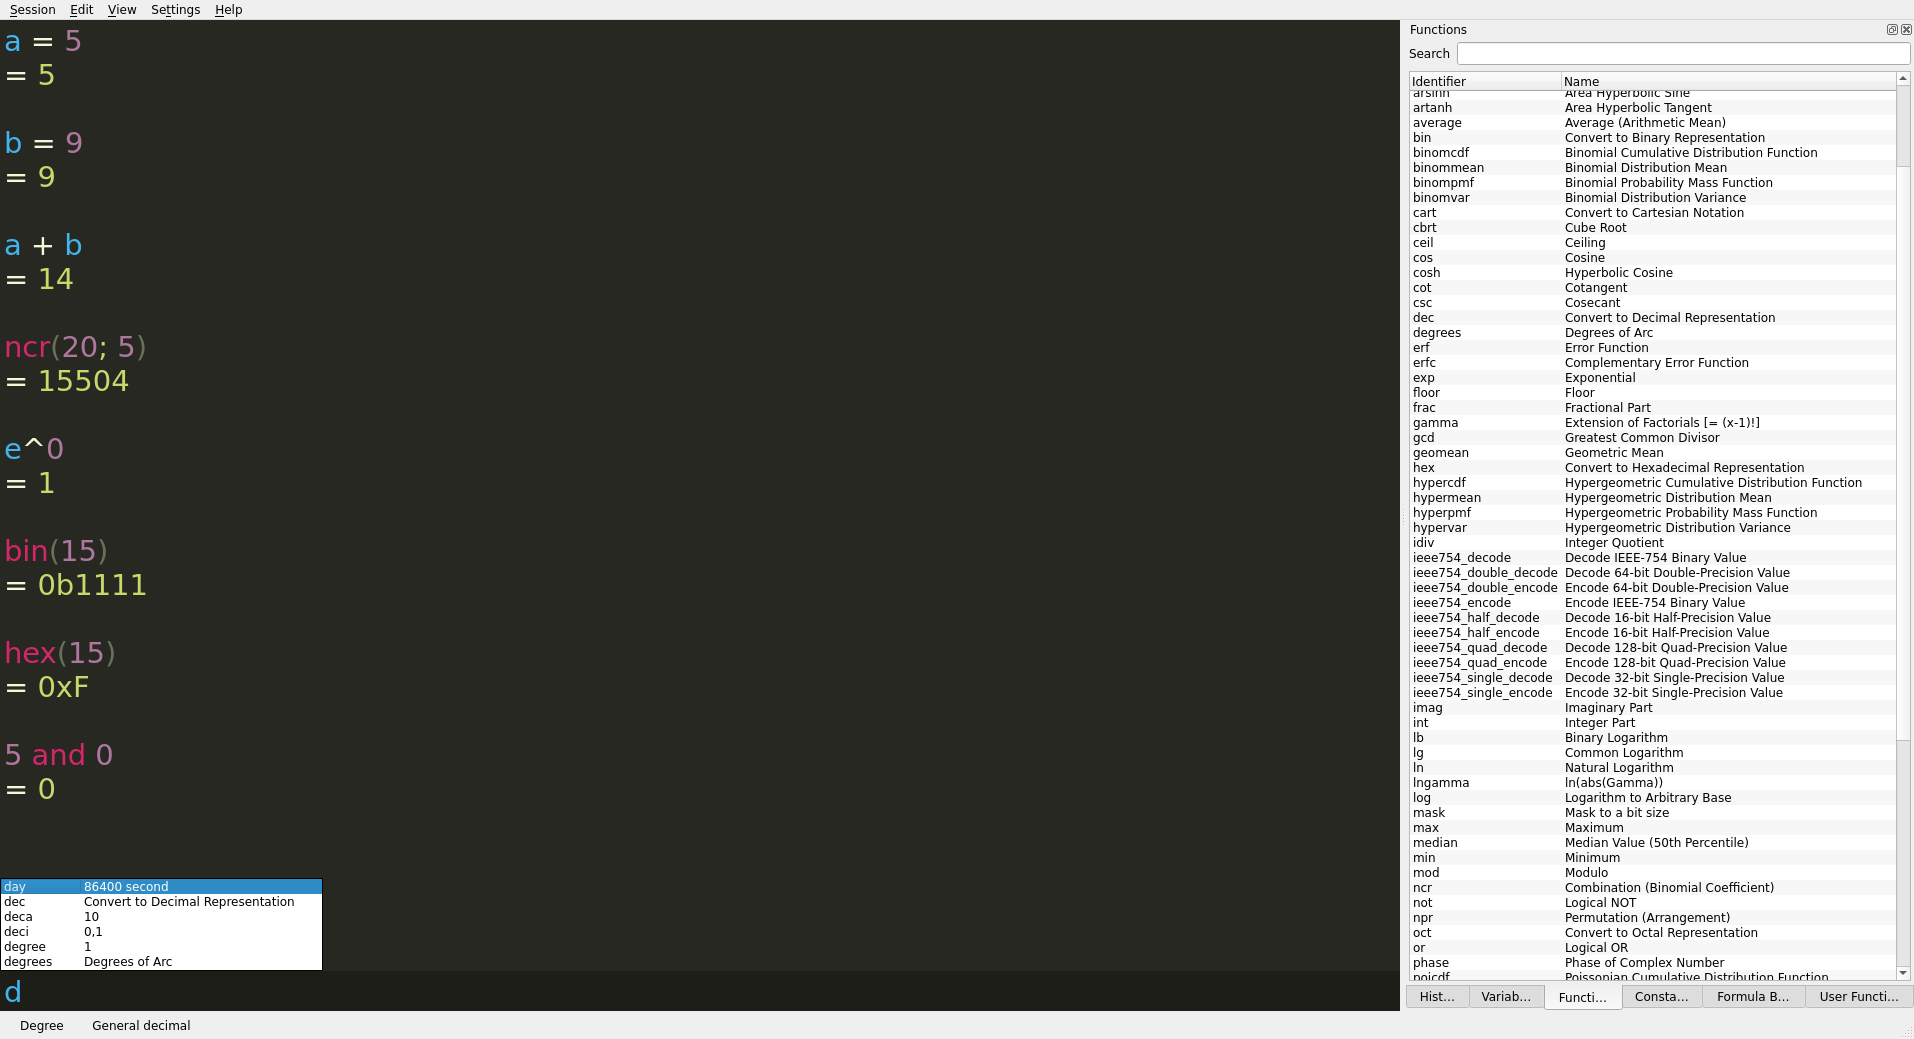 Session Edit View Settings Help
a = 5
= 5
b = 9
= 9
a + b
= 14
ncr(20; 5)
= 15504
e^0
= 1
bin(15)
= 0b1111
hex(15)
= 0xF
5 and 0
= 0
day 86400 second
dec Convert to Decimal Representation
deca 10
deci 0,1
degree 1
degrees Degrees of Arc
d
Degree General decimal
Functions
Search
Identifier Name
arsinh Area Hyperbolic Sine
artanh Area Hyperbolic Tangent
average Average (Arithmetic Mean)
bin Convert to Binary Representation
binomcdf Binomial Cumulative Distribution Function
binommean Binomial Distribution Mean
binompmf Binomial Probability Mass Function
binomvar Binomial Distribution Variance
cart Convert to Cartesian Notation
cbrt Cube Root
ceil Ceiling
cos Cosine
cosh Hyperbolic Cosine
cot Cotangent
csc Cosecant
dec Convert to Decimal Representation
degrees Degrees of Arc
erf Error Function
erfc Complementary Error Function
exp Exponential
floor Floor
frac Fractional Part
gamma Extension of Factorials [= (x-1)!]
gcd Greatest Common Divisor
geomean Geometric Mean
hex Convert to Hexadecimal Representation
hypercdf Hypergeometric Cumulative Distribution Function
hypermean Hypergeometric Distribution Mean
hyperpmf Hypergeometric Probability Mass Function
hypervar Hypergeometric Distribution Variance
idiv Integer Quotient
ieee754_decode Decode IEEE-754 Binary Value
ieee754_double_decode Decode 64-bit Double-Precision Value
ieee754_double_encode Encode 64-bit Double-Precision Value
ieee754_encode Encode IEEE-754 Binary Value
ieee754_half_decode Decode 16-bit Half-Precision Value
ieee754_half_encode Encode 16-bit Half-Precision Value
ieee754_quad_decode Decode 128-bit Quad-Precision Value
ieee754_quad_encode Encode 128-bit Quad-Precision Value
ieee754_single_decode Decode 32-bit Single-Precision Value
ieee754_single_encode Encode 32-bit Single-Precision Value
imag Imaginary Part
int Integer Part
lb Binary Logarithm
lg Common Logarithm
ln Natural Logarithm
lngamma ln(abs(Gamma))
log Logarithm to Arbitrary Base
mask Mask to a bit size
max Maximum
median Median Value (50th Percentile)
min Minimum
mod Modulo
ncr Combination (Binomial Coefficient)
not Logical NOT
npr Permutation (Arrangement)
oct Convert to Octal Representation
or Logical OR
phase Phase of Complex Number
poicdf Poissonian Cumulative Distribution Function
Hist... Variab... Functi... Consta... Formula B... User Functi...